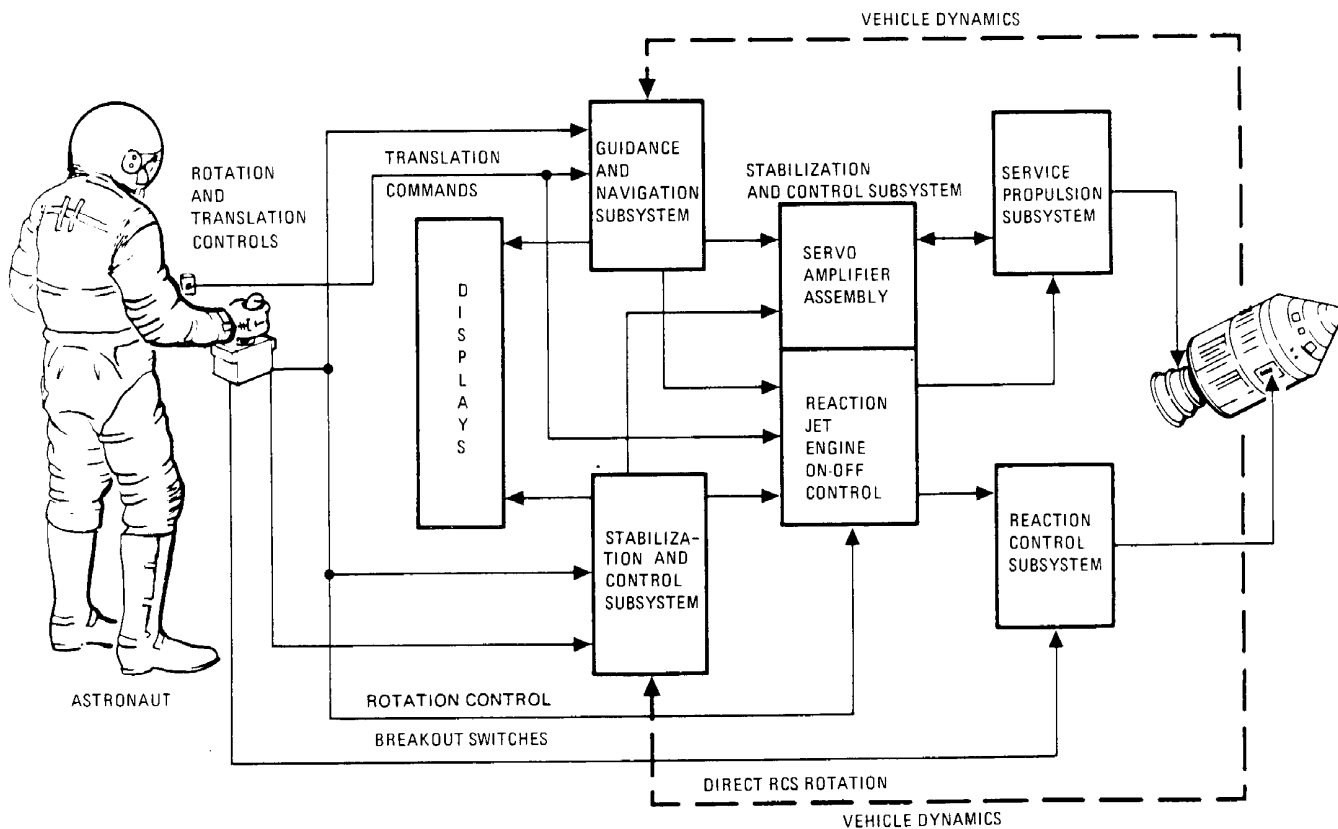 VEHICLE DYNAMICS
ROTATION
AND
TRANSLATION
CONTROLS
TRANSLATION
COMMANDS
GUIDANCE
AND
NAVIGATION
SUBSYSTEM
STABILIZATION
AND CONTROL SUBSYSTEM
SERVICE
PROPULSION
SUBSYSTEM
DISPLAYS
SERVO
AMPLIFIER
ASSEMBLY
REACTION
JET
ENGINE
ON-OFF
CONTROL
STABILIZA-
TION AND
CONTROL
SUBSYSTEM
REACTION
CONTROL
SUBSYSTEM
ASTRONAUT
ROTATION CONTROL
BREAKOUT SWITCHES
DIRECT RCS ROTATION
VEHICLE DYNAMICS